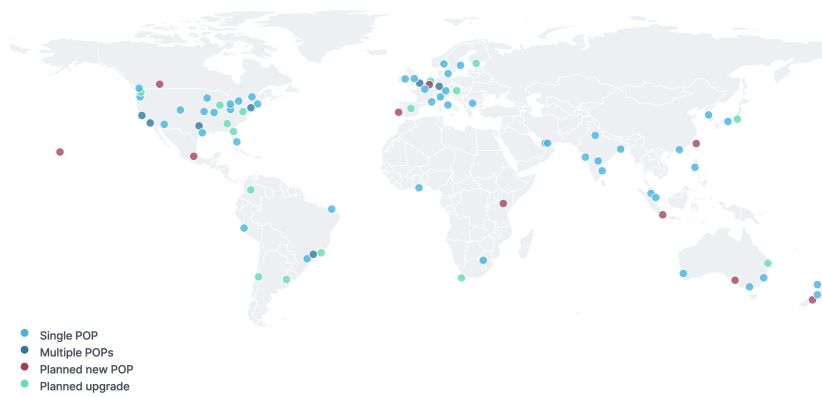 Single POP
Multiple POPs
Planned new POP
Planned upgrade